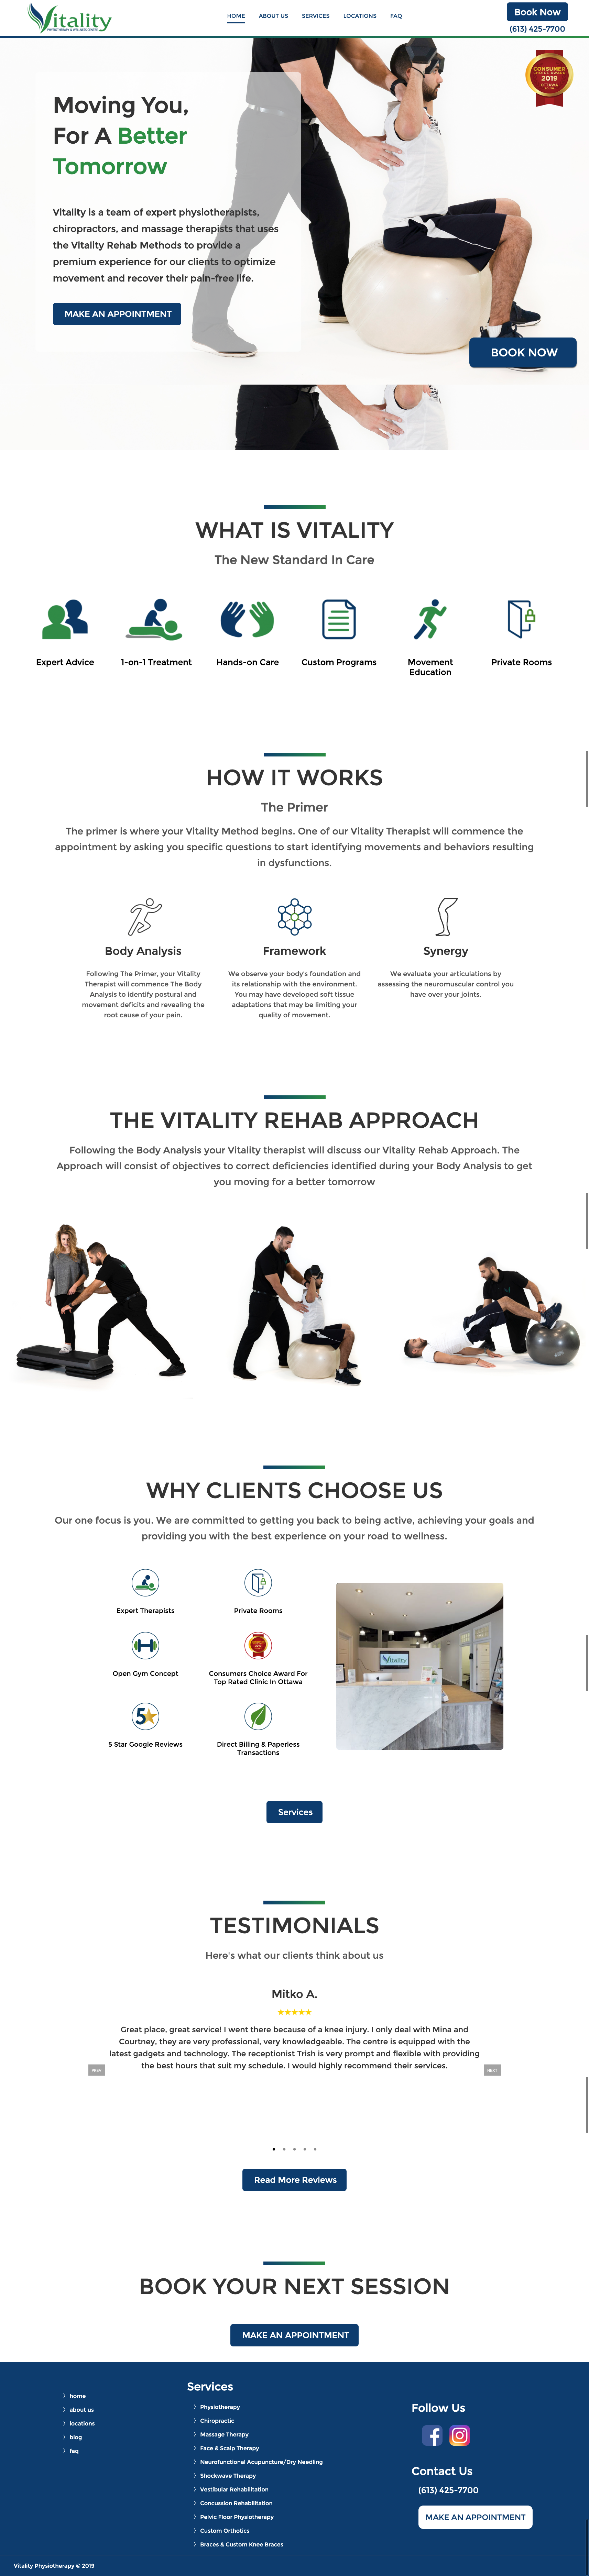 Vitality
PHYSIOTHERAPY & WELLNESS CENTRE
HOME ABOUT US SERVICES LOCATIONS FAQ
Book Now
(613) 425-7700
CONSUMER
CHOICE AWARD
2019
OTTAWA
Moving You,
For A Better
Tomorrow
Vitality is a team of expert physiotherapists,
chiropractors, and massage therapists that uses
the Vitality Rehab Methods to provide a
premium experience for our clients to optimize
movement and recover their pain-free life.
MAKE AN APPOINTMENT
BOOK NOW
WHAT IS VITALITY
The New Standard In Care
Expert Advice
1-on-1 Treatment
Hands-on Care
Custom Programs
Movement
Education
Private Rooms
HOW IT WORKS
The Primer
The primer is where your Vitality Method begins. One of our Vitality Therapist will commence the
appointment by asking you specific questions to start identifying movements and behaviors resulting
in dysfunctions.
Body Analysis
Following The Primer, your Vitality
Therapist will commence The Body
Analysis to identify postural and
movement deficits and revealing the
root cause of your pain.
Framework
We observe your body's foundation and
its relationship with the environment.
You may have developed soft tissue
adaptations that may be limiting your
quality of movement.
Synergy
We evaluate your articulations by
assessing the neuromuscular control you
have over your joints.
THE VITALITY REHAB APPROACH
Following the Body Analysis your Vitality therapist will discuss our Vitality Rehab Approach. The
Approach will consist of objectives to correct deficiencies identified during your Body Analysis to get
you moving for a better tomorrow
WHY CLIENTS CHOOSE US
Our one focus is you. We are committed to getting you back to being active, achieving your goals and
providing you with the best experience on your road to wellness.
Expert Therapists
Private Rooms
Open Gym Concept
Consumers Choice Award For
Top Rated Clinic In Ottawa
5
5 Star Google Reviews
Direct Billing & Paperless
Transactions
Vitality
Services
TESTIMONIALS
Here's what our clients think about us
Mitko A.
Great place, great service! I went there because of a knee injury. I only deal with Mina and
Courtney, they are very professional, very knowledgeable. The centre is equipped with the
latest gadgets and technology. The receptionist Trish is very prompt and flexible with providing
the best hours that suit my schedule. I would highly recommend their services.
PREV
NEXT
Read More Reviews
BOOK YOUR NEXT SESSION
MAKE AN APPOINTMENT
home
about us
locations
blog
faq
Services
Physiotherapy
Chiropractic
Massage Therapy
Face & Scalp Therapy
Neurofunctional Acupuncture/Dry Needling
Shockwave Therapy
Vestibular Rehabilitation
Concussion Rehabilitation
Pelvic Floor Physiotherapy
Custom Orthotics
Braces & Custom Knee Braces
Follow Us
Contact Us
(613) 425-7700
MAKE AN APPOINTMENT
Vitality Physiotherapy © 2019